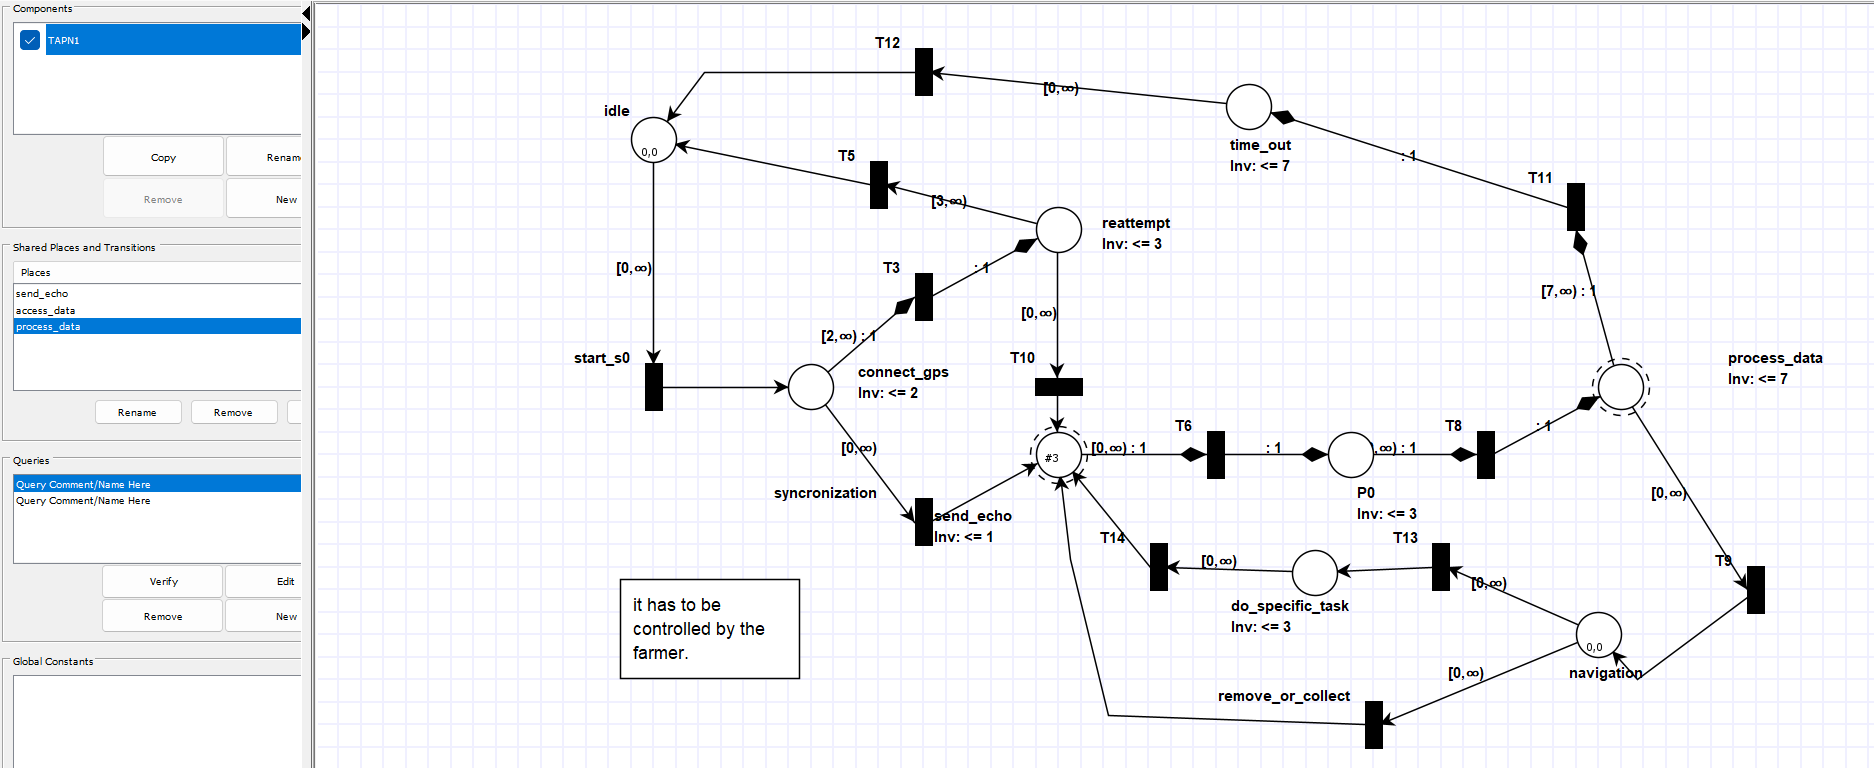 Components
TAPN1
Copy
Renam
Remove
New
Shared Places and Transitions
Places
send_echo
access_data
process_data
Rename
Remove
Queries
Query Comment/Name Here
Query Comment/Name Here
Verify
Edit
Remove
New
Global Constants
T12
[0,∞)
idle
0,0
time_out
Inv: <= 7
T5
[3,∞)
: 1
T11
reattempt
Inv: <= 3
[0,∞)
T3
: 1
[2,∞) : 1
[0,∞)
[7,∞) : 1
start_s0
connect_gps
Inv: <= 2
T10
process_data
Inv: <= 7
[0,∞)
#3
[0,∞) : 1
T6
: 1
,∞) : 1
T8
: 1
syncronization
P0
Inv: <= 3
[0,∞)
send_echo
Inv: <= 1
T14
[0,∞)
T13
[0,∞)
T9
do_specific_task
Inv: <= 3
it has to be
controlled by the
farmer.
0,0
navigation
[0,∞)
remove_or_collect